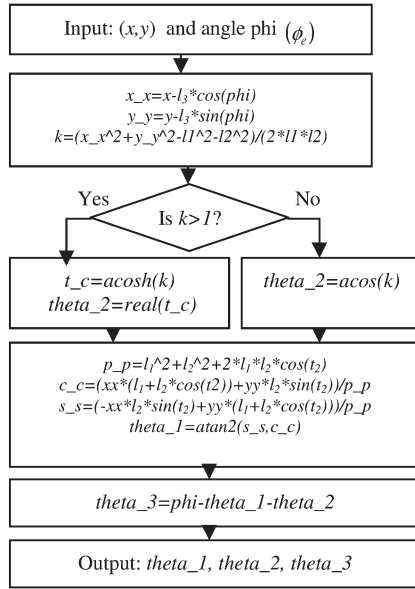 Input: (x,y) and angle phi (ϕₑ)
x_x=x-l₃*cos(phi)
y_y=y-l₃*sin(phi)
k=(x_x^2+y_y^2-l1^2-l2^2)/(2*l1*l2)
Yes
No
Is k>1?
t_c=acosh(k)
theta_2=real(t_c)
theta_2=acos(k)
p_p=l₁^2+l₂^2+2*l₁*l₂*cos(t₂)
c_c=(xx*(l₁+l₂*cos(t2))+yy*l₂*sin(t₂))/p_p
s_s=(-xx*l₂*sin(t₂)+yy*(l₁+l₂*cos(t₂)))/p_p
theta_1=atan2(s_s,c_c)
theta_3=phi-theta_1-theta_2
Output: theta_1, theta_2, theta_3